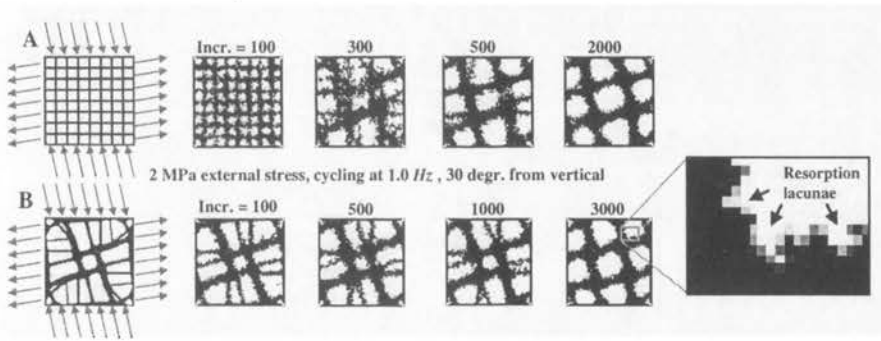 A
Incr. = 100 300 500 2000
2 MPa external stress, cycling at 1.0 Hz , 30 degr. from vertical
B
Incr. = 100 500 1000 3000
Resorption
lacunae